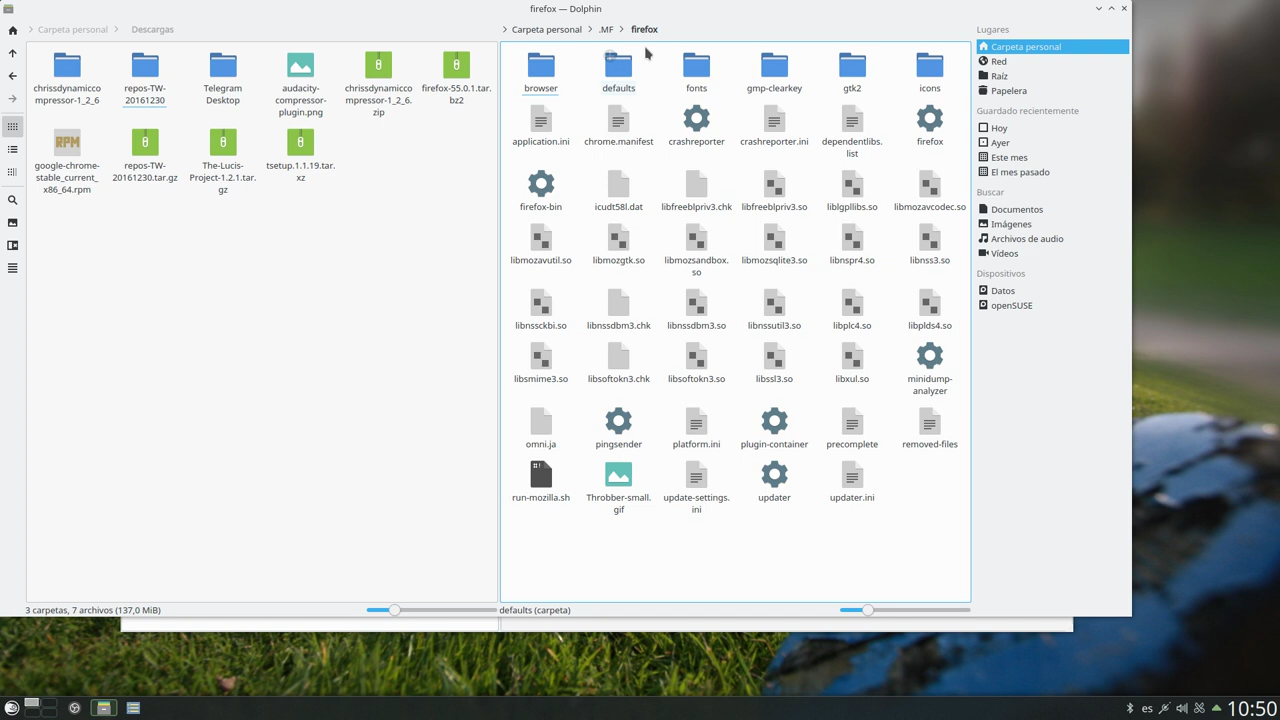 firefox — Dolphin
Carpeta personal > Descargas
Carpeta personal > .MF > firefox
chrissdynamicco
mpressor-1_2_6
repos-TW-
20161230
Telegram
Desktop
audacity-
compressor-
plugin.png
chrissdynamicco
mpressor-1_2_6.
zip
firefox-55.0.1.tar.
bz2
RPM
google-chrome-
stable_current_
x86_64.rpm
repos-TW-
20161230.tar.gz
The-Lucis-
Project-1.2.1.tar.
gz
tsetup.1.1.19.tar.
xz
3 carpetas, 7 archivos (137,0 MiB)
browser
defaults
fonts
gmp-clearkey
gtk2
icons
application.ini
chrome.manifest
crashreporter
crashreporter.ini
dependentlibs.
list
firefox
firefox-bin
icudt58l.dat
libfreeblpriv3.chk
libfreeblpriv3.so
liblgpllibs.so
libmozavcodec.so
libmozavutil.so
libmozgtk.so
libmozsandbox.
so
libmozsqlite3.so
libnspr4.so
libnss3.so
libnssckbi.so
libnssdbm3.chk
libnssdbm3.so
libnssutil3.so
libplc4.so
libplds4.so
libsmime3.so
libsoftokn3.chk
libsoftokn3.so
libssl3.so
libxul.so
minidump-
analyzer
omni.ja
pingsender
platform.ini
plugin-container
precomplete
removed-files
run-mozilla.sh
Throbber-small.
gif
update-settings.
ini
updater
updater.ini
defaults (carpeta)
Lugares
Carpeta personal
Red
Raíz
Papelera
Guardado recientemente
Hoy
Ayer
Este mes
El mes pasado
Buscar
Documentos
Imágenes
Archivos de audio
Vídeos
Dispositivos
Datos
openSUSE
es
10:50